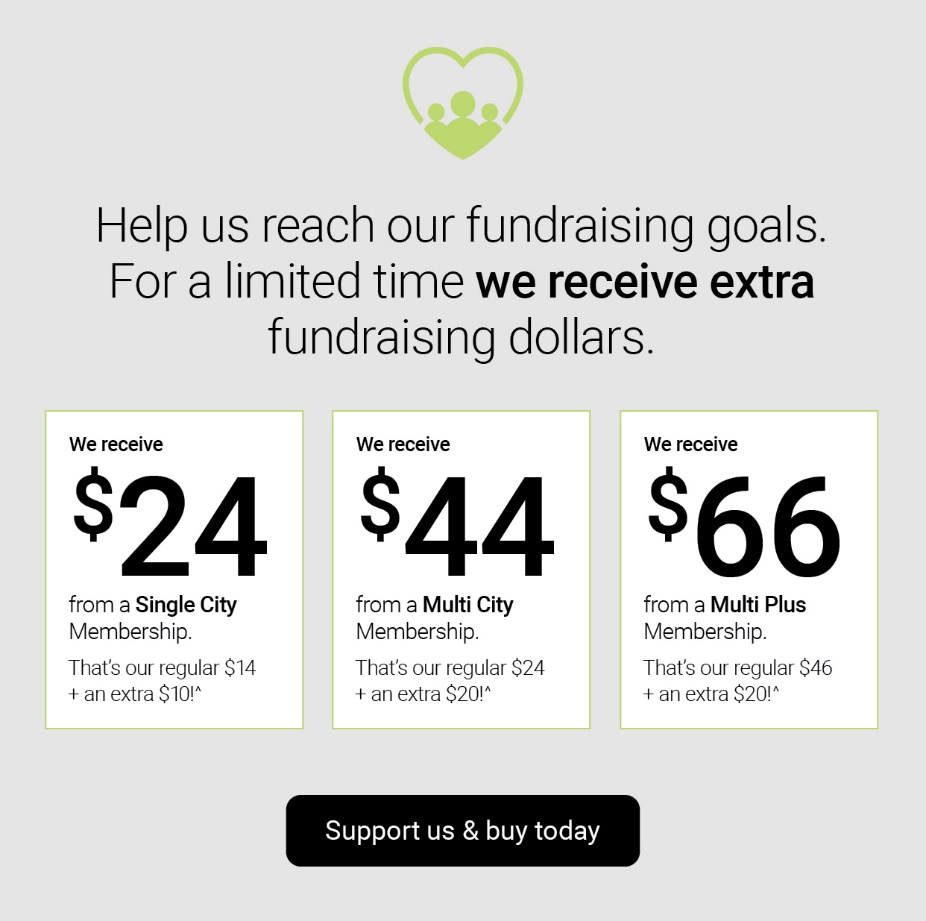 Help us reach our fundraising goals.
For a limited time we receive extra
fundraising dollars.
We receive
$24
from a Single City
Membership.
That's our regular $14
+ an extra $10!^
We receive
$44
from a Multi City
Membership.
That's our regular $24
+ an extra $20!^
We receive
$66
from a Multi Plus
Membership.
That's our regular $46
+ an extra $20!^
Support us & buy today